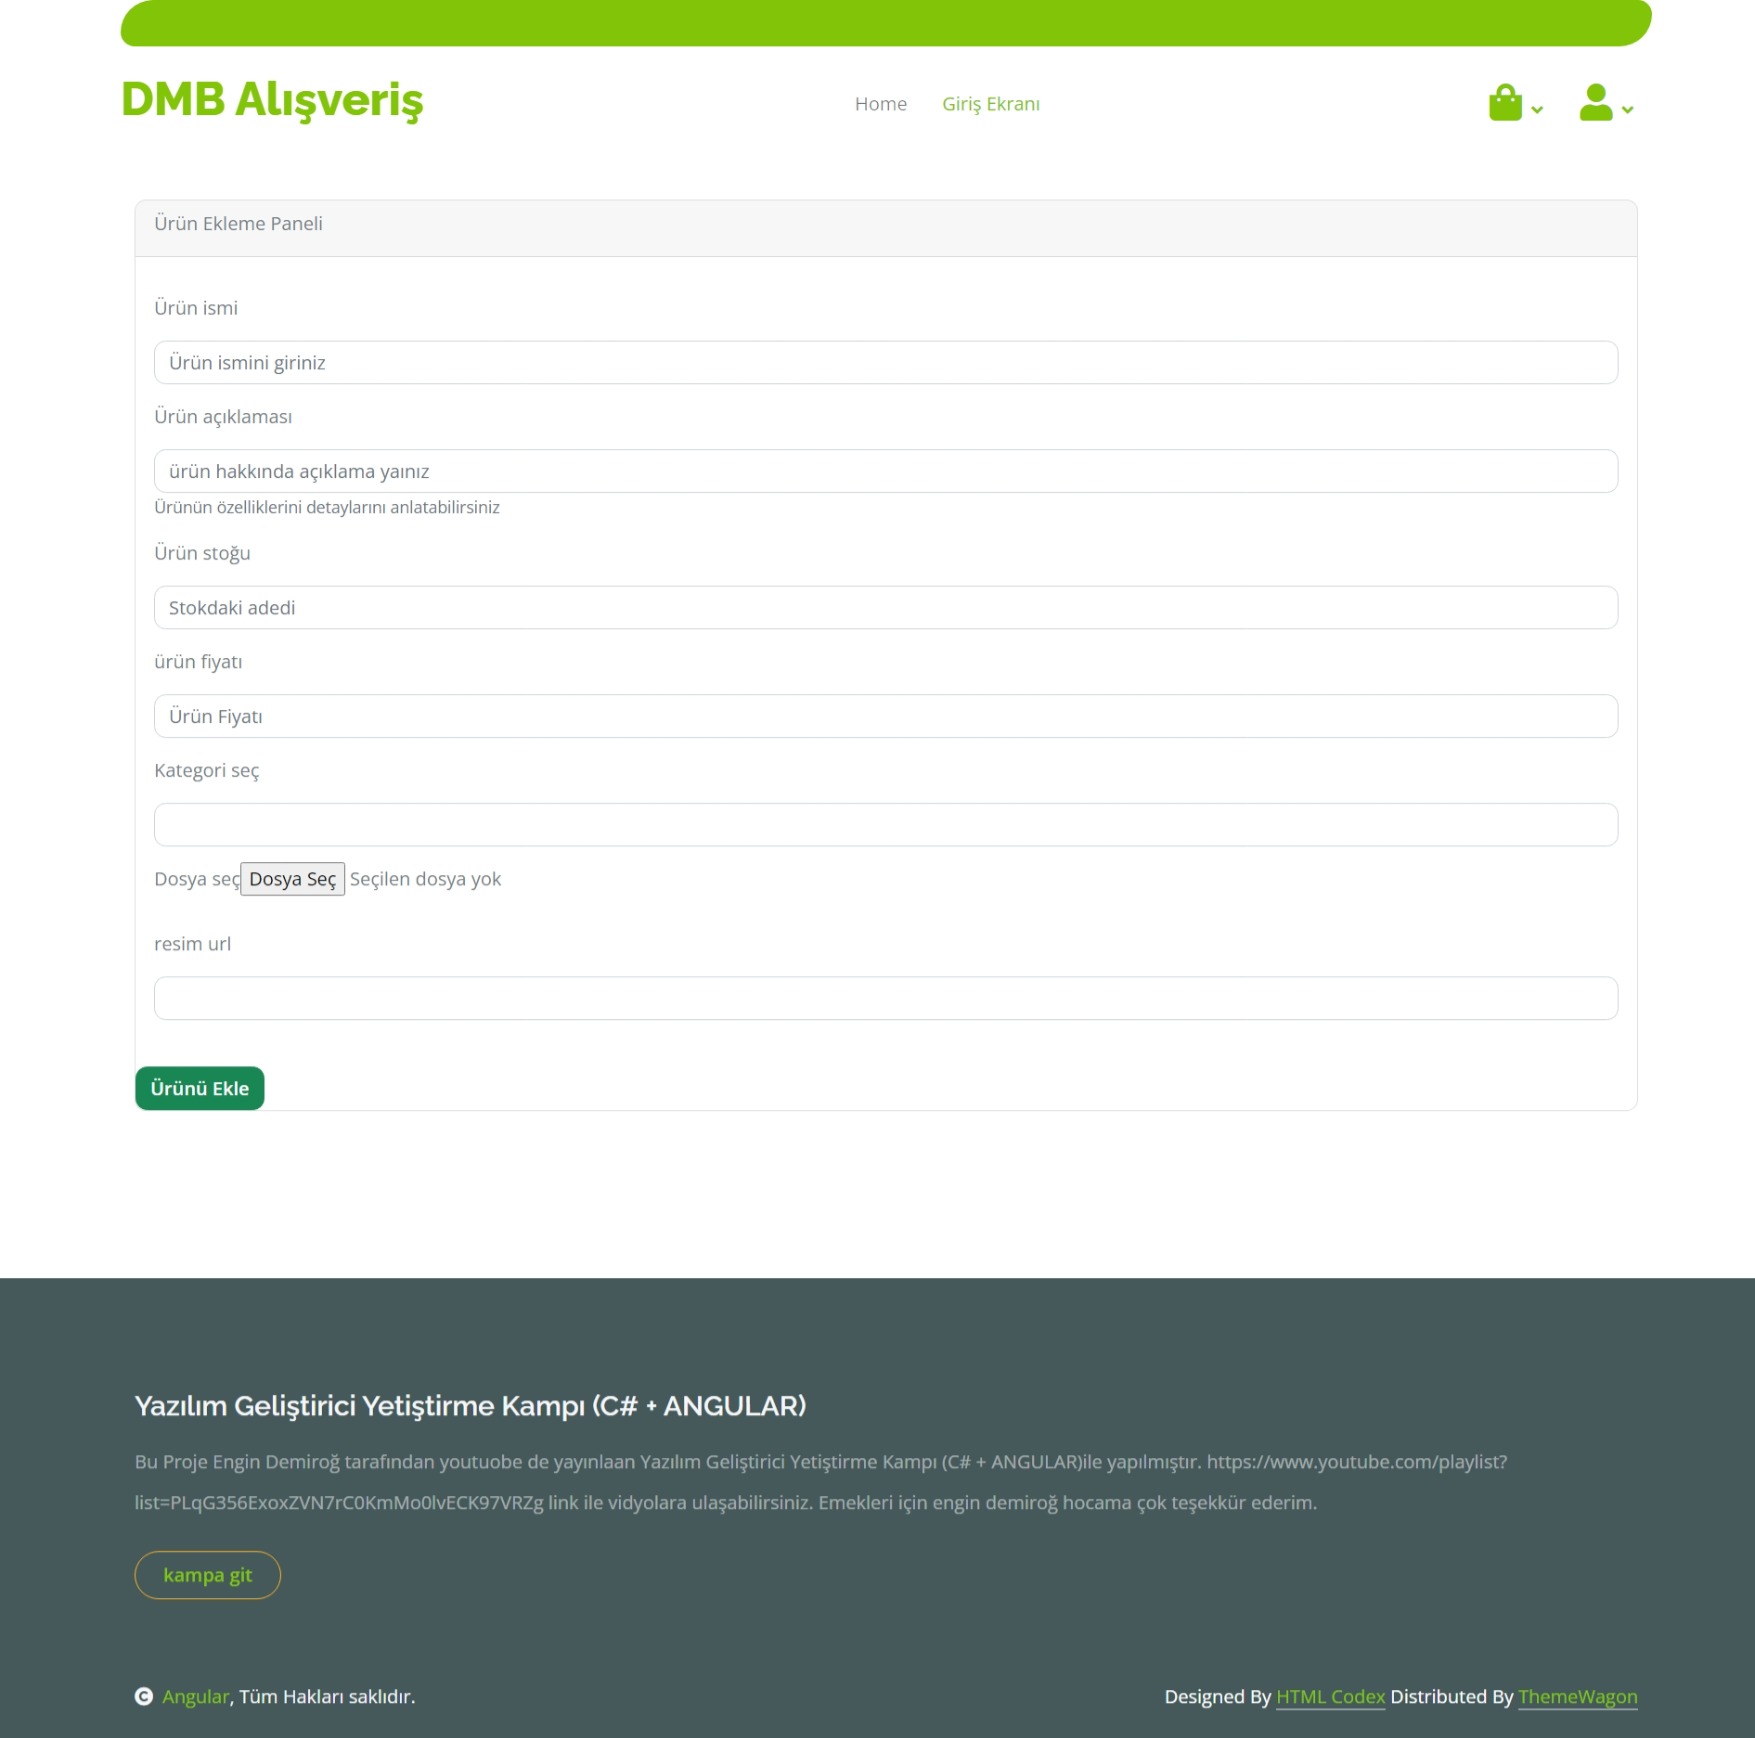 DMB Alışveriş
Home
Giriş Ekranı
Ürün Ekleme Paneli
Ürün ismi
Ürün ismini giriniz
Ürün açıklaması
ürün hakkında açıklama yaınız
Ürünün özelliklerini detaylarını anlatabilirsiniz
Ürün stoğu
Stokdaki adedi
ürün fiyatı
Ürün Fiyatı
Kategori seç
Dosya seç Dosya Seç Seçilen dosya yok
resim url
Ürünü Ekle
Yazılım Geliştirici Yetiştirme Kampı (C# + ANGULAR)
Bu Proje Engin Demiroğ tarafından youtuobe de yayınlaan Yazılım Geliştirici Yetiştirme Kampı (C# + ANGULAR)ile yapılmıştır. https://www.youtube.com/playlist?
list=PLqG356ExoxZVN7rC0KmMo0lvECK97VRZg link ile vidyolara ulaşabilirsiniz. Emekleri için engin demiroğ hocama çok teşekkür ederim.
kampa git
© Angular, Tüm Hakları saklıdır.
Designed By HTML Codex Distributed By ThemeWagon